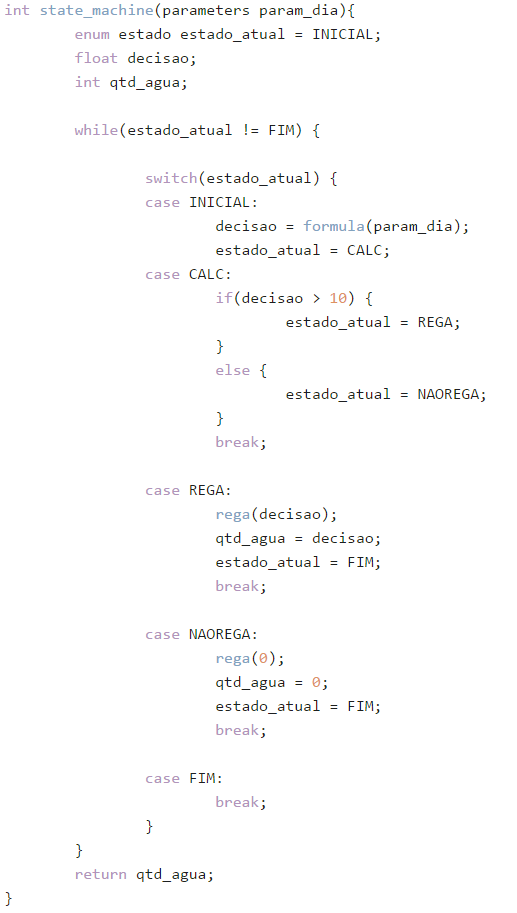 int state_machine(parameters param_dia){
        enum estado estado_atual = INICIAL;
        float decisao;
        int qtd_agua;

        while(estado_atual != FIM) {

                switch(estado_atual) {
                case INICIAL:
                        decisao = formula(param_dia);
                        estado_atual = CALC;
                case CALC:
                        if(decisao > 10) {
                                estado_atual = REGA;
                        }
                        else {
                                estado_atual = NAOREGA;
                        }
                        break;

                case REGA:
                        rega(decisao);
                        qtd_agua = decisao;
                        estado_atual = FIM;
                        break;

                case NAOREGA:
                        rega(0);
                        qtd_agua = 0;
                        estado_atual = FIM;
                        break;

                case FIM:
                        break;
                }
        }
        return qtd_agua;
}